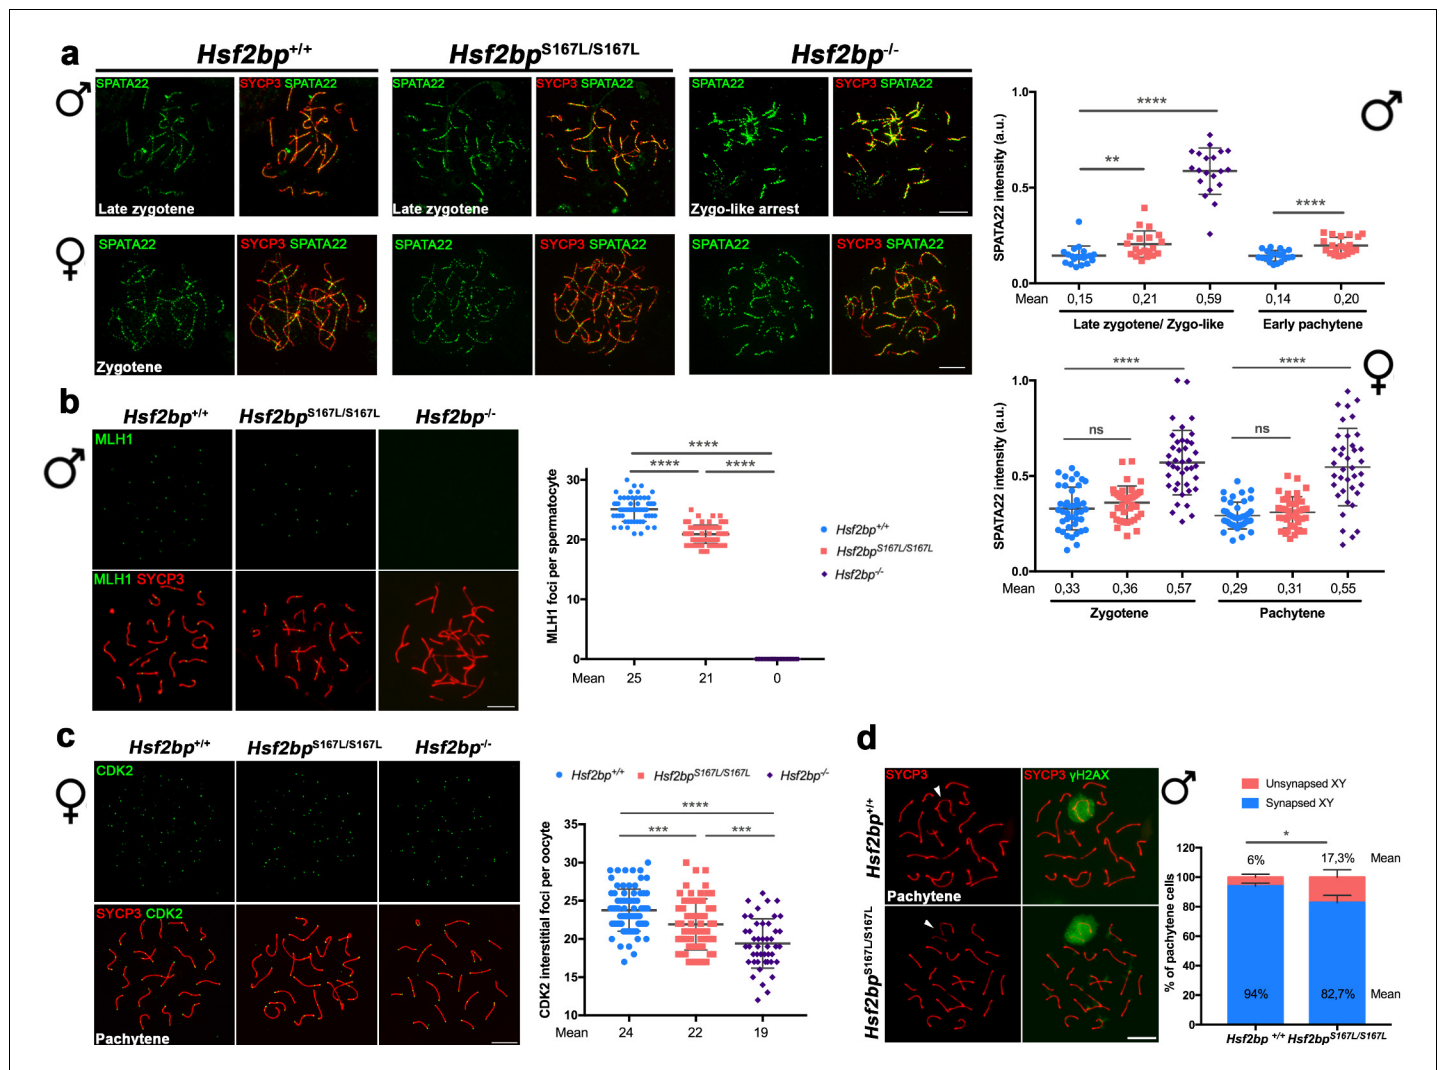 a
Hsf2bp+/+ Hsf2bpS167L/S167L Hsf2bp-/-
♂
SPATA22 SYCP3 SPATA22 SPATA22 SYCP3 SPATA22 SPATA22 SYCP3 SPATA22
Late zygotene Late zygotene Zygo-like arrest
♀
SPATA22 SYCP3 SPATA22 SPATA22 SYCP3 SPATA22 SPATA22 SYCP3 SPATA22
Zygotene
♂
SPATA22 intensity (a.u.)
1.0
0.5
0.0
****
**
****
Mean 0,15 0,21 0,59 0,14 0,20
Late zygotene/ Zygo-like Early pachytene
♀
SPATA22 intensity (a.u.)
1.0
0.5
0.0
**** ****
ns ns
Mean 0,33 0,36 0,57 0,29 0,31 0,55
Zygotene Pachytene
b
Hsf2bp+/+ Hsf2bpS167L/S167L Hsf2bp-/-
♂
MLH1
MLH1 SYCP3
MLH1 foci per spermatocyte
30
20
10
0
****
**** ****
Mean 25 21 0
Hsf2bp+/+
Hsf2bpS167L/S167L
Hsf2bp-/-
c
Hsf2bp+/+ Hsf2bpS167L/S167L Hsf2bp-/-
♀
CDK2
SYCP3 CDK2
Pachytene
Hsf2bp+/+ Hsf2bpS167L/S167L Hsf2bp-/-
****
*** ***
CDK2 interstitial foci per oocyte
35
30
25
20
15
10
Mean 24 22 19
d
Hsf2bp+/+
SYCP3 SYCP3 γH2AX
Pachytene
Hsf2bpS167L/S167L
♂
Unsynapsed XY
Synapsed XY
*
% of pachytene cells
120
100
80
60
40
20
0
6% 17,3% Mean
94% 82,7% Mean
Hsf2bp +/+ Hsf2bpS167L/S167L